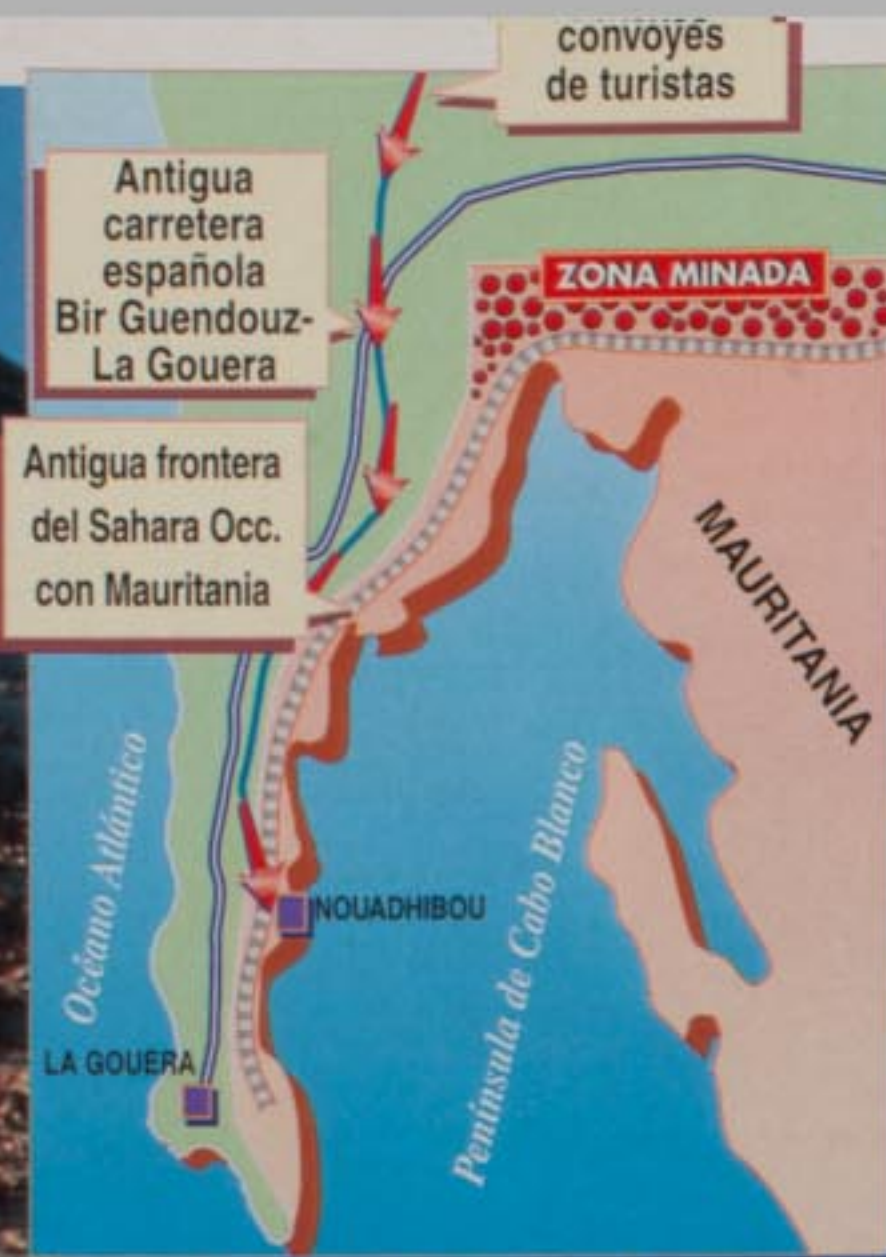 convoyes
de turistas
Antigua
carretera
española
Bir Guendouz-
La Gouera
ZONA MINADA
Antigua frontera
del Sahara Occ.
con Mauritania
MAURITANIA
Océano Atlántico
Península de Cabo Blanco
NOUADHIBOU
LA GOUERA